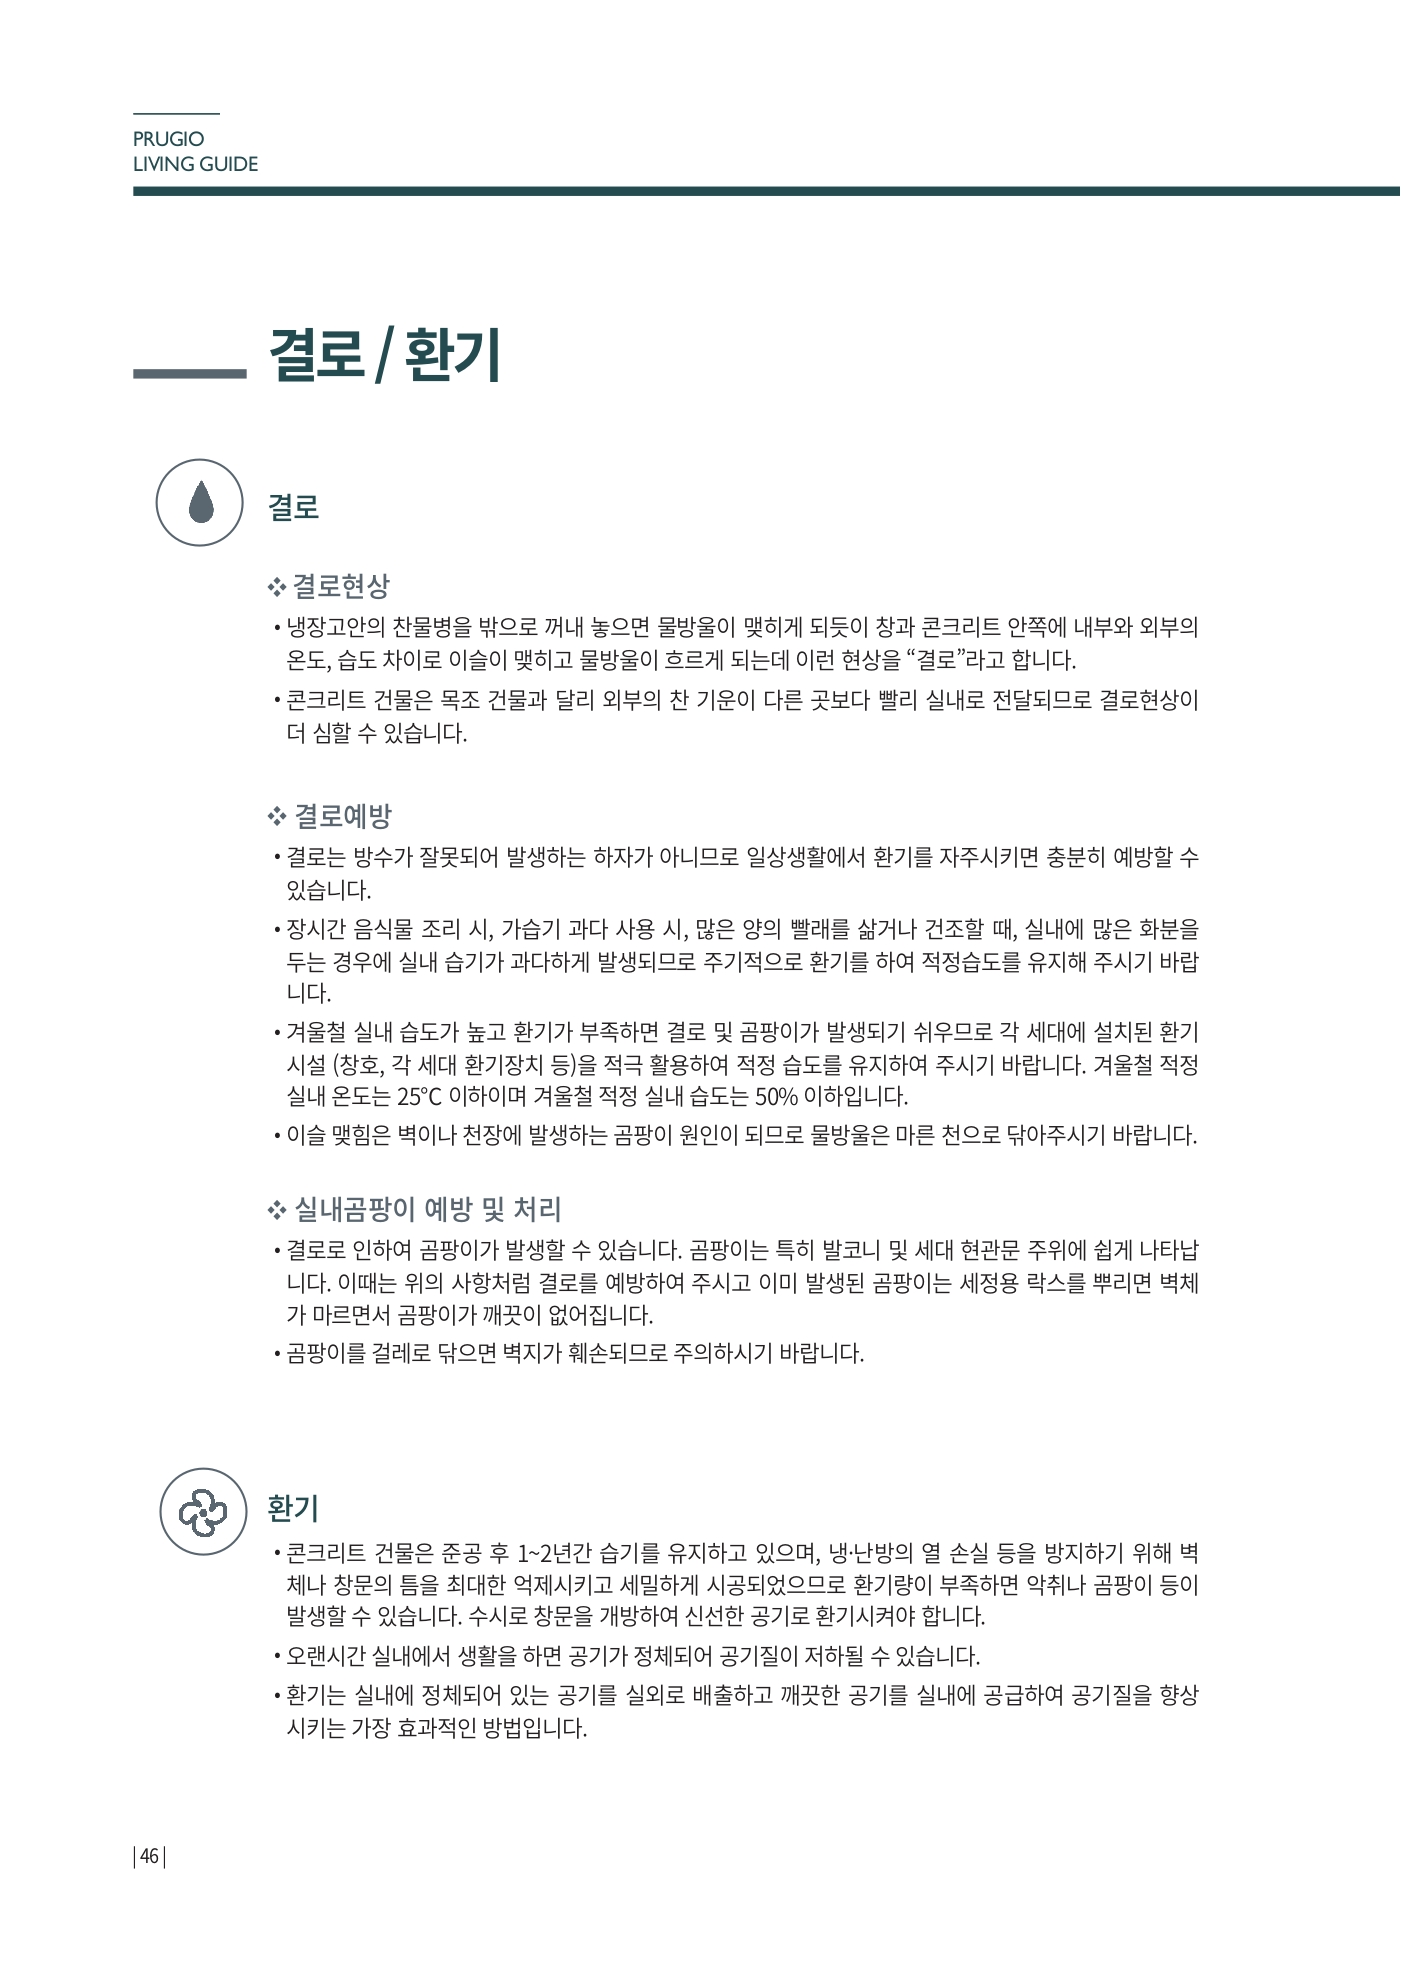 PRUGIO
LIVING GUIDE
결로 / 환기
결로
❖ 결로현상
• 냉장고안의 찬물병을 밖으로 꺼내 놓으면 물방울이 맺히게 되듯이 창과 콘크리트 안쪽에 내부와 외부의
온도, 습도 차이로 이슬이 맺히고 물방울이 흐르게 되는데 이런 현상을 “결로”라고 합니다.
• 콘크리트 건물은 목조 건물과 달리 외부의 찬 기운이 다른 곳보다 빨리 실내로 전달되므로 결로현상이
더 심할 수 있습니다.
❖ 결로예방
• 결로는 방수가 잘못되어 발생하는 하자가 아니므로 일상생활에서 환기를 자주시키면 충분히 예방할 수
있습니다.
• 장시간 음식물 조리 시, 가습기 과다 사용 시, 많은 양의 빨래를 삶거나 건조할 때, 실내에 많은 화분을
두는 경우에 실내 습기가 과다하게 발생되므로 주기적으로 환기를 하여 적정습도를 유지해 주시기 바랍
니다.
• 겨울철 실내 습도가 높고 환기가 부족하면 결로 및 곰팡이가 발생되기 쉬우므로 각 세대에 설치된 환기
시설 (창호, 각 세대 환기장치 등)을 적극 활용하여 적정 습도를 유지하여 주시기 바랍니다. 겨울철 적정
실내 온도는 25℃ 이하이며 겨울철 적정 실내 습도는 50% 이하입니다.
• 이슬 맺힘은 벽이나 천장에 발생하는 곰팡이 원인이 되므로 물방울은 마른 천으로 닦아주시기 바랍니다.
❖ 실내곰팡이 예방 및 처리
• 결로로 인하여 곰팡이가 발생할 수 있습니다. 곰팡이는 특히 발코니 및 세대 현관문 주위에 쉽게 나타납
니다. 이때는 위의 사항처럼 결로를 예방하여 주시고 이미 발생된 곰팡이는 세정용 락스를 뿌리면 벽체
가 마르면서 곰팡이가 깨끗이 없어집니다.
• 곰팡이를 걸레로 닦으면 벽지가 훼손되므로 주의하시기 바랍니다.
환기
• 콘크리트 건물은 준공 후 1~2년간 습기를 유지하고 있으며, 냉·난방의 열 손실 등을 방지하기 위해 벽
체나 창문의 틈을 최대한 억제시키고 세밀하게 시공되었으므로 환기량이 부족하면 악취나 곰팡이 등이
발생할 수 있습니다. 수시로 창문을 개방하여 신선한 공기로 환기시켜야 합니다.
• 오랜시간 실내에서 생활을 하면 공기가 정체되어 공기질이 저하될 수 있습니다.
• 환기는 실내에 정체되어 있는 공기를 실외로 배출하고 깨끗한 공기를 실내에 공급하여 공기질을 향상
시키는 가장 효과적인 방법입니다.
| 46 |